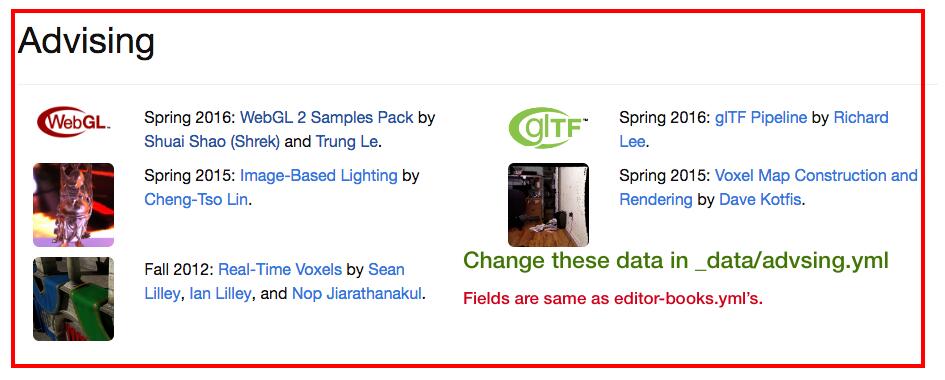 Advising
WebGL™
Spring 2016: WebGL 2 Samples Pack by
Shuai Shao (Shrek) and Trung Le.
glTF™
Spring 2016: glTF Pipeline by Richard
Lee.
Spring 2015: Image-Based Lighting by
Cheng-Tso Lin.
Spring 2015: Voxel Map Construction and
Rendering by Dave Kotfis.
Fall 2012: Real-Time Voxels by Sean
Lilley, Ian Lilley, and Nop Jiarathanakul.
Change these data in _data/advsing.yml
Fields are same as editor-books.yml's.